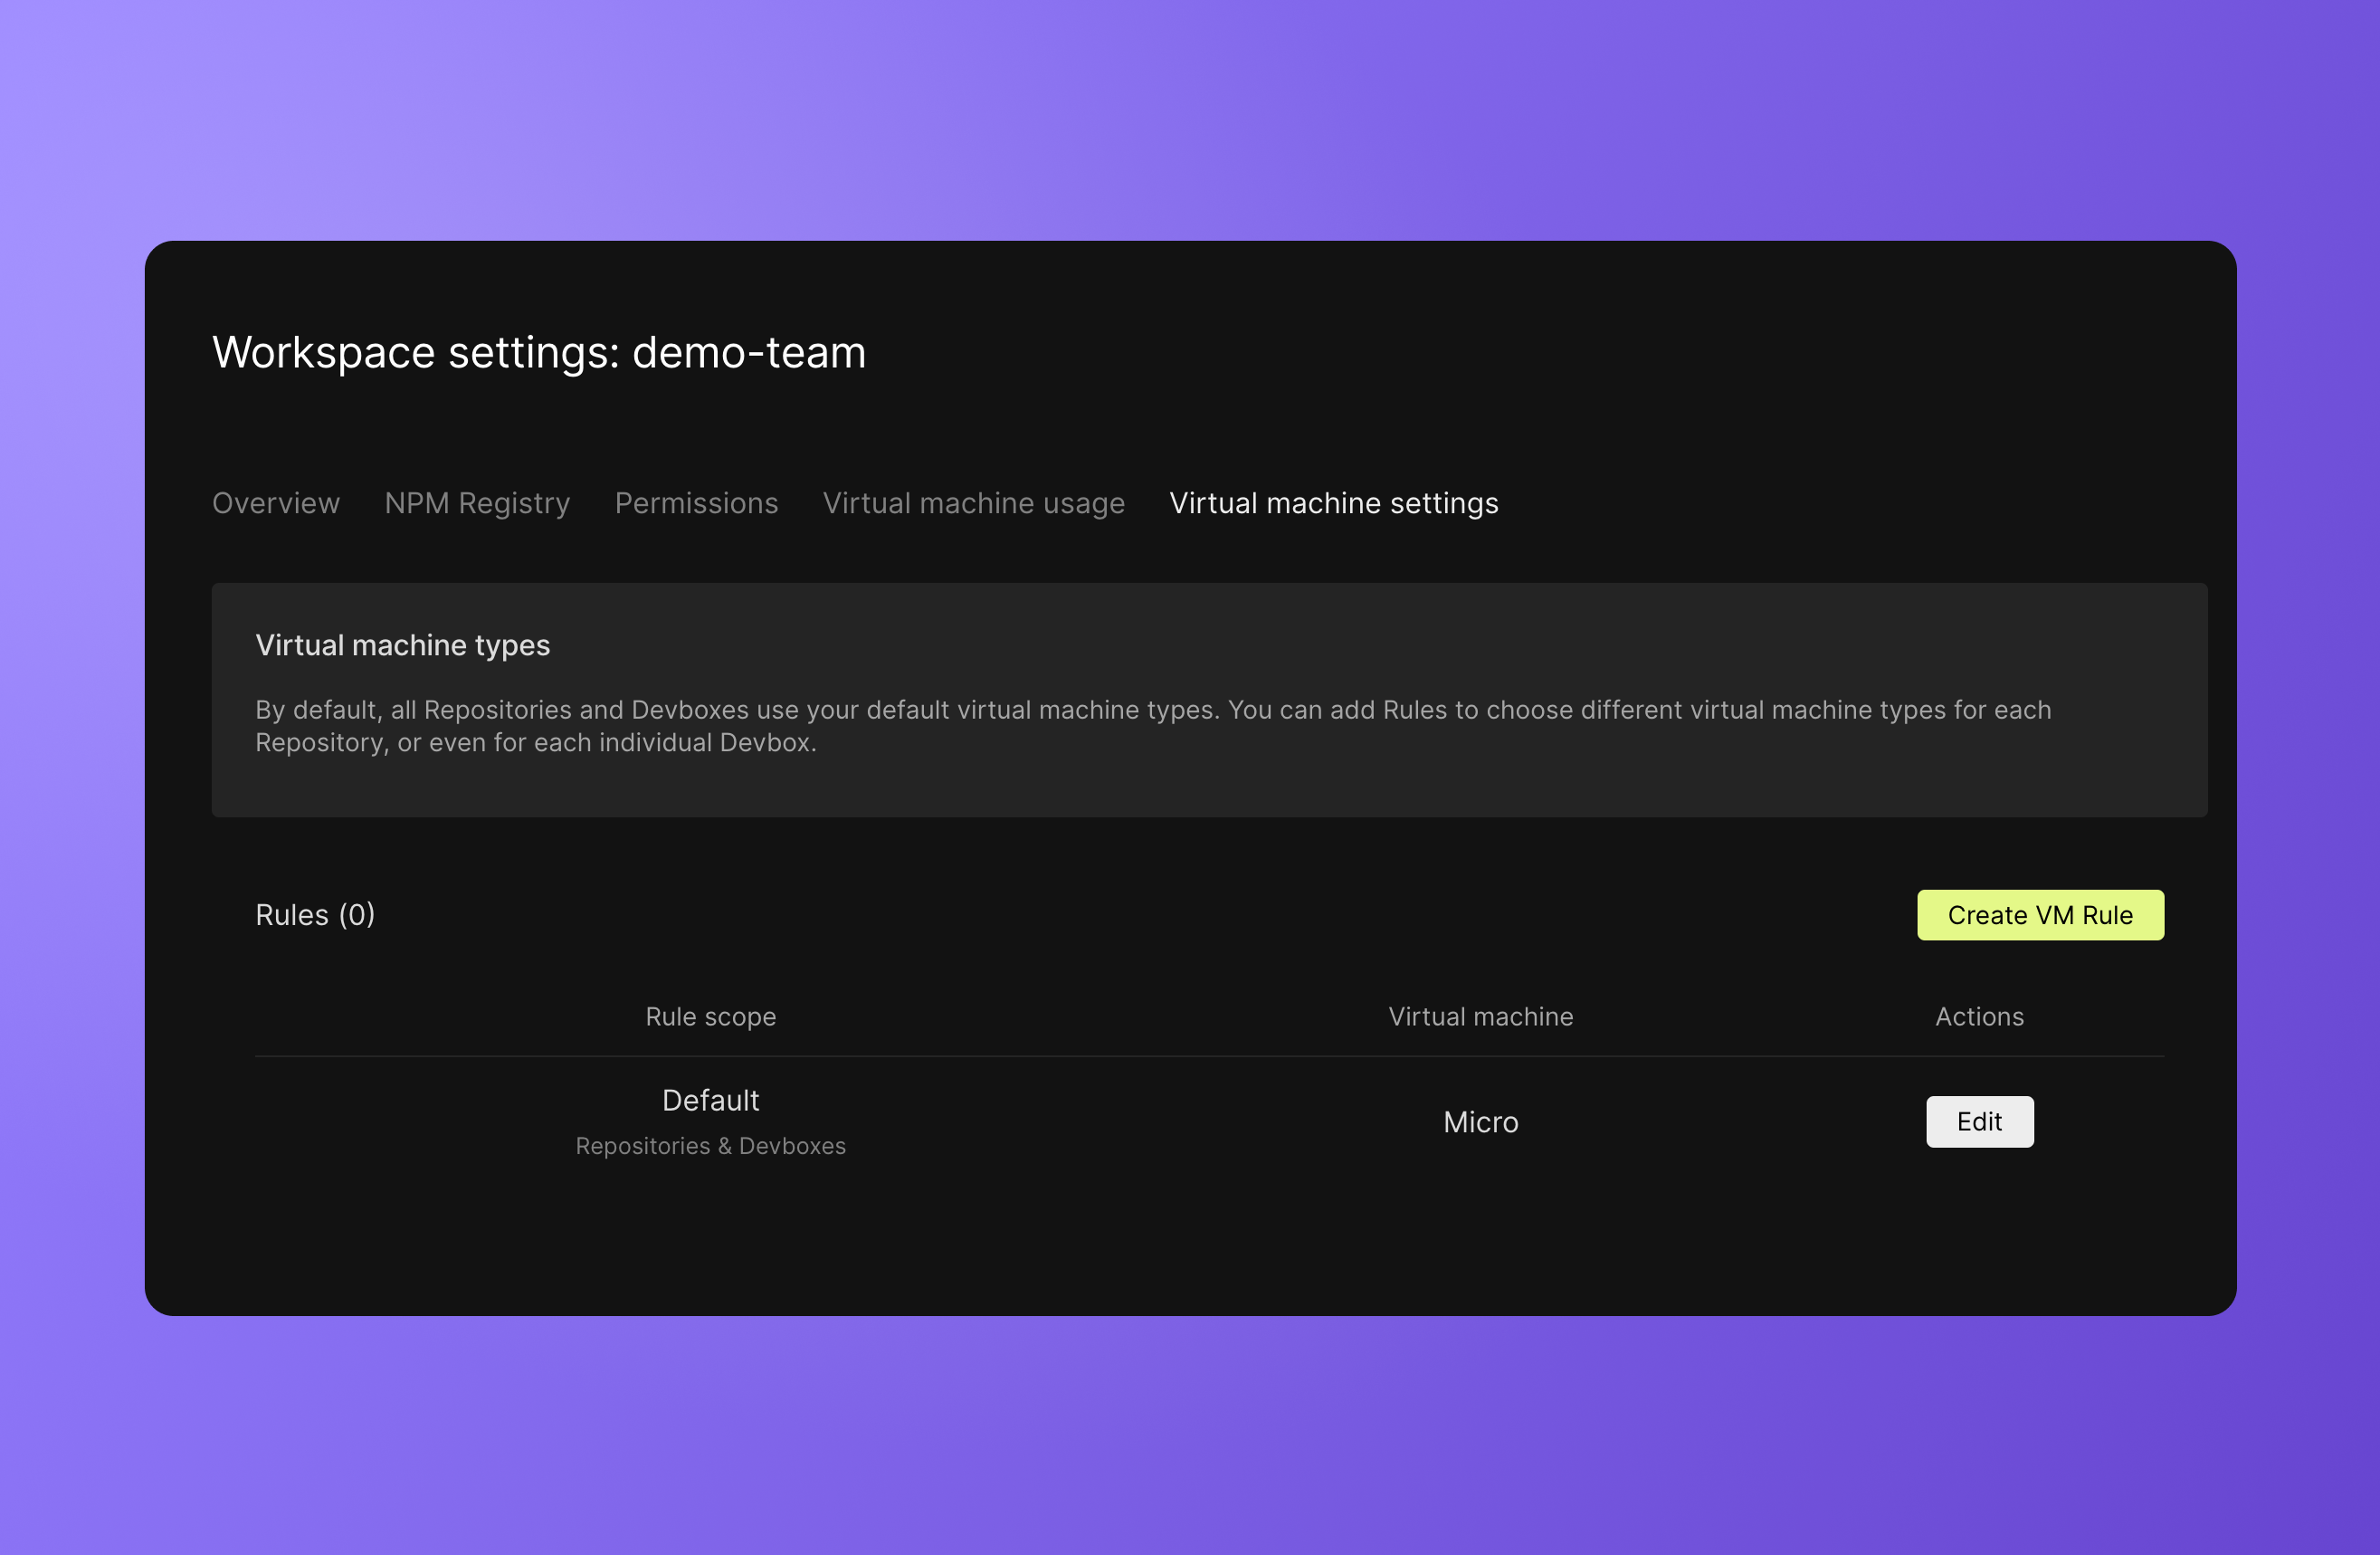 Workspace settings: demo-team
Overview NPM Registry Permissions Virtual machine usage Virtual machine settings
Virtual machine types
By default, all Repositories and Devboxes use your default virtual machine types. You can add Rules to choose different virtual machine types for each
Repository, or even for each individual Devbox.
Rules (0) Create VM Rule
Rule scope Virtual machine Actions
Default
Repositories & Devboxes
Micro
Edit